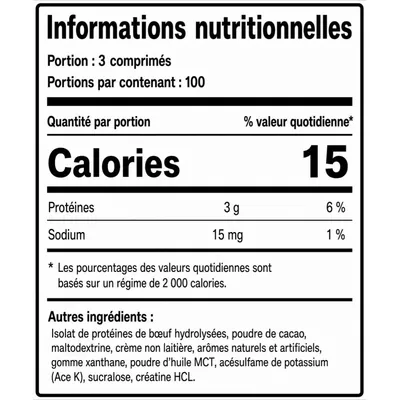 Informations nutritionnelles
Portion : 3 comprimés
Portions par contenant : 100
Quantité par portion % valeur quotidienne*
Calories 15
Protéines 3 g 6 %
Sodium 15 mg 1 %
* Les pourcentages des valeurs quotidiennes sont
basés sur un régime de 2 000 calories.
Autres ingrédients :
Isolat de protéines de bœuf hydrolysées, poudre de cacao,
maltodextrine, crème non laitière, arômes naturels et artificiels,
gomme xanthane, poudre d'huile MCT, acésulfame de potassium
(Ace K), sucralose, créatine HCL.